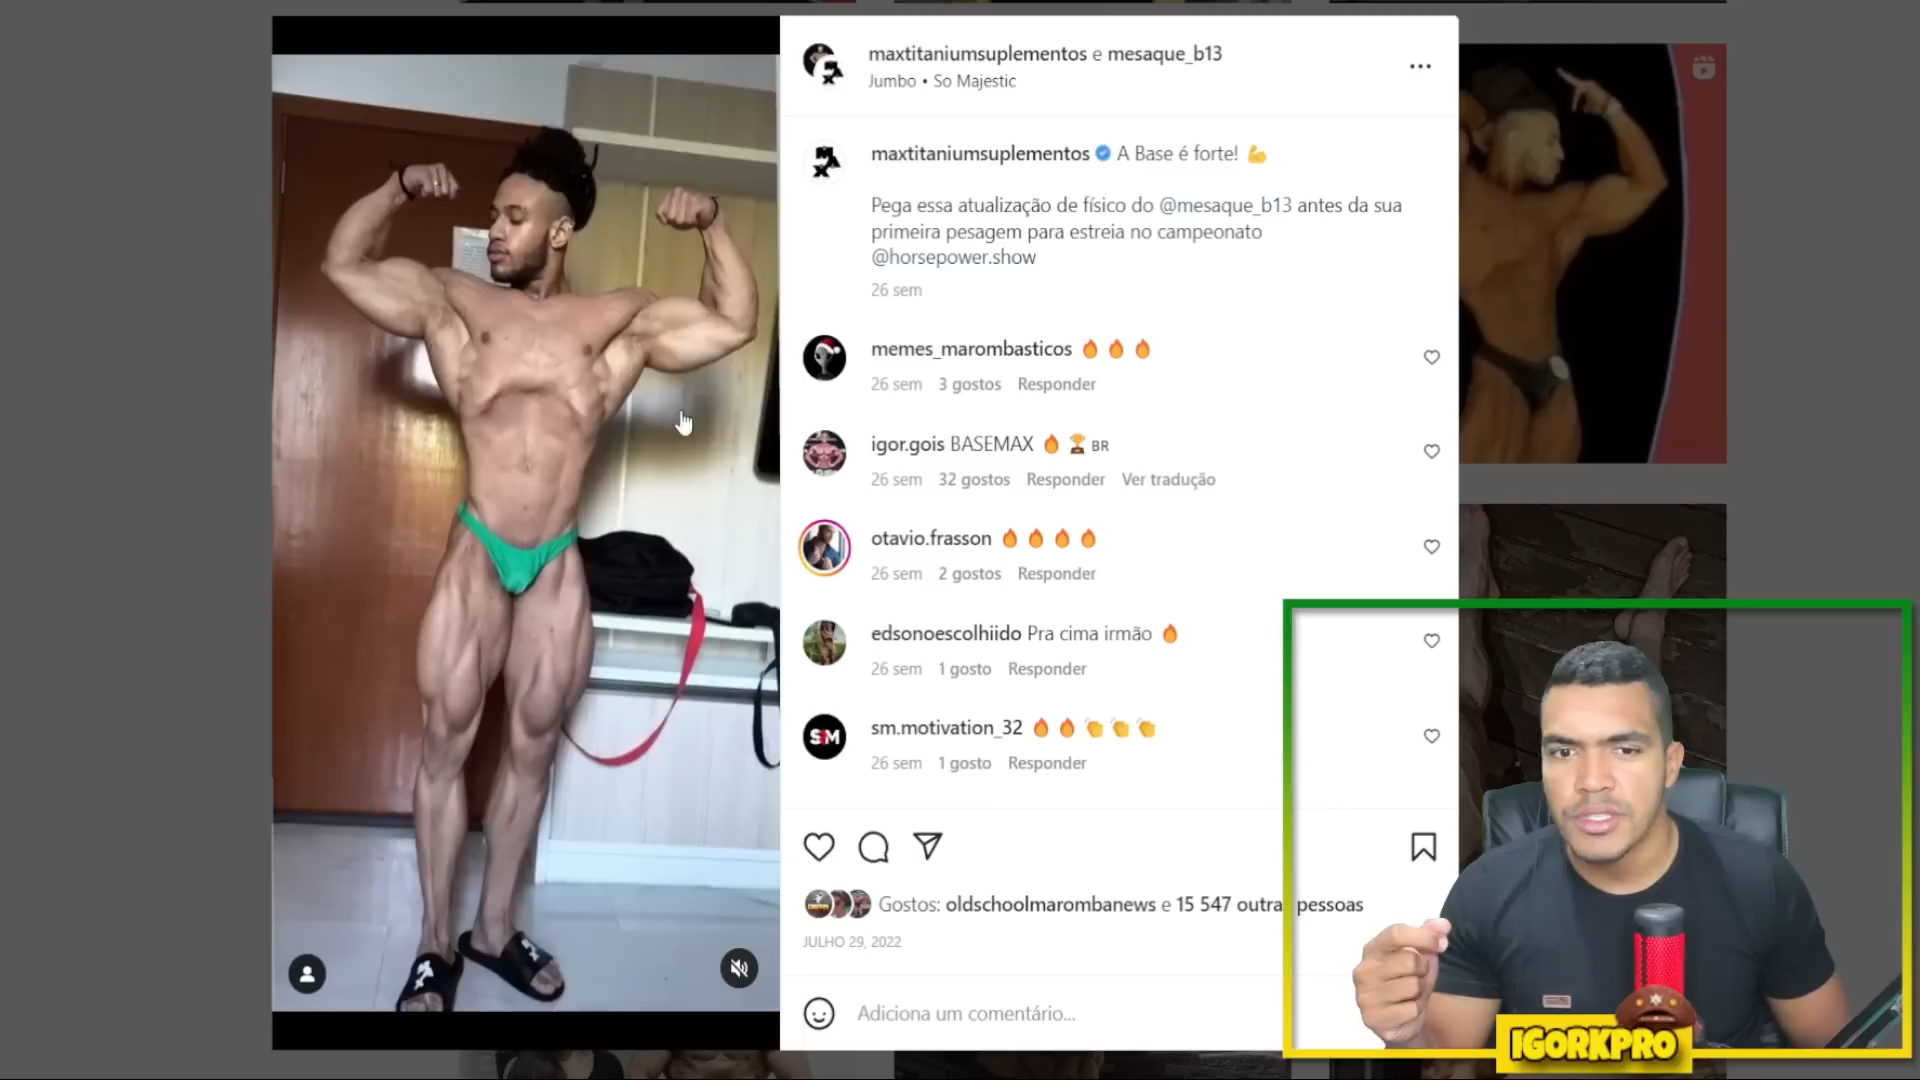 maxtitaniumsuplementos e mesaque_b13
Jumbo • So Majestic
maxtitaniumsuplementos A Base é forte! 💪
Pega essa atualização de físico do @mesaque_b13 antes da sua
primeira pesagem para estreia no campeonato
@horsepower.show
26 sem
memes_marombasticos 🔥 🔥 🔥
26 sem 3 gostos Responder
igor.gois BASEMAX 🔥 🏆 BR
26 sem 32 gostos Responder Ver tradução
otavio.frasson 🔥 🔥 🔥 🔥
26 sem 2 gostos Responder
edsonoescolhiido Pra cima irmão 🔥
26 sem 1 gosto Responder
SM
sm.motivation_32 🔥 🔥 👏 👏 👏
26 sem 1 gosto Responder
Gostos: oldschoolmarombanews e 15 547 outra pessoas
JULHO 29, 2022
Adiciona um comentário...
IGORKPRO